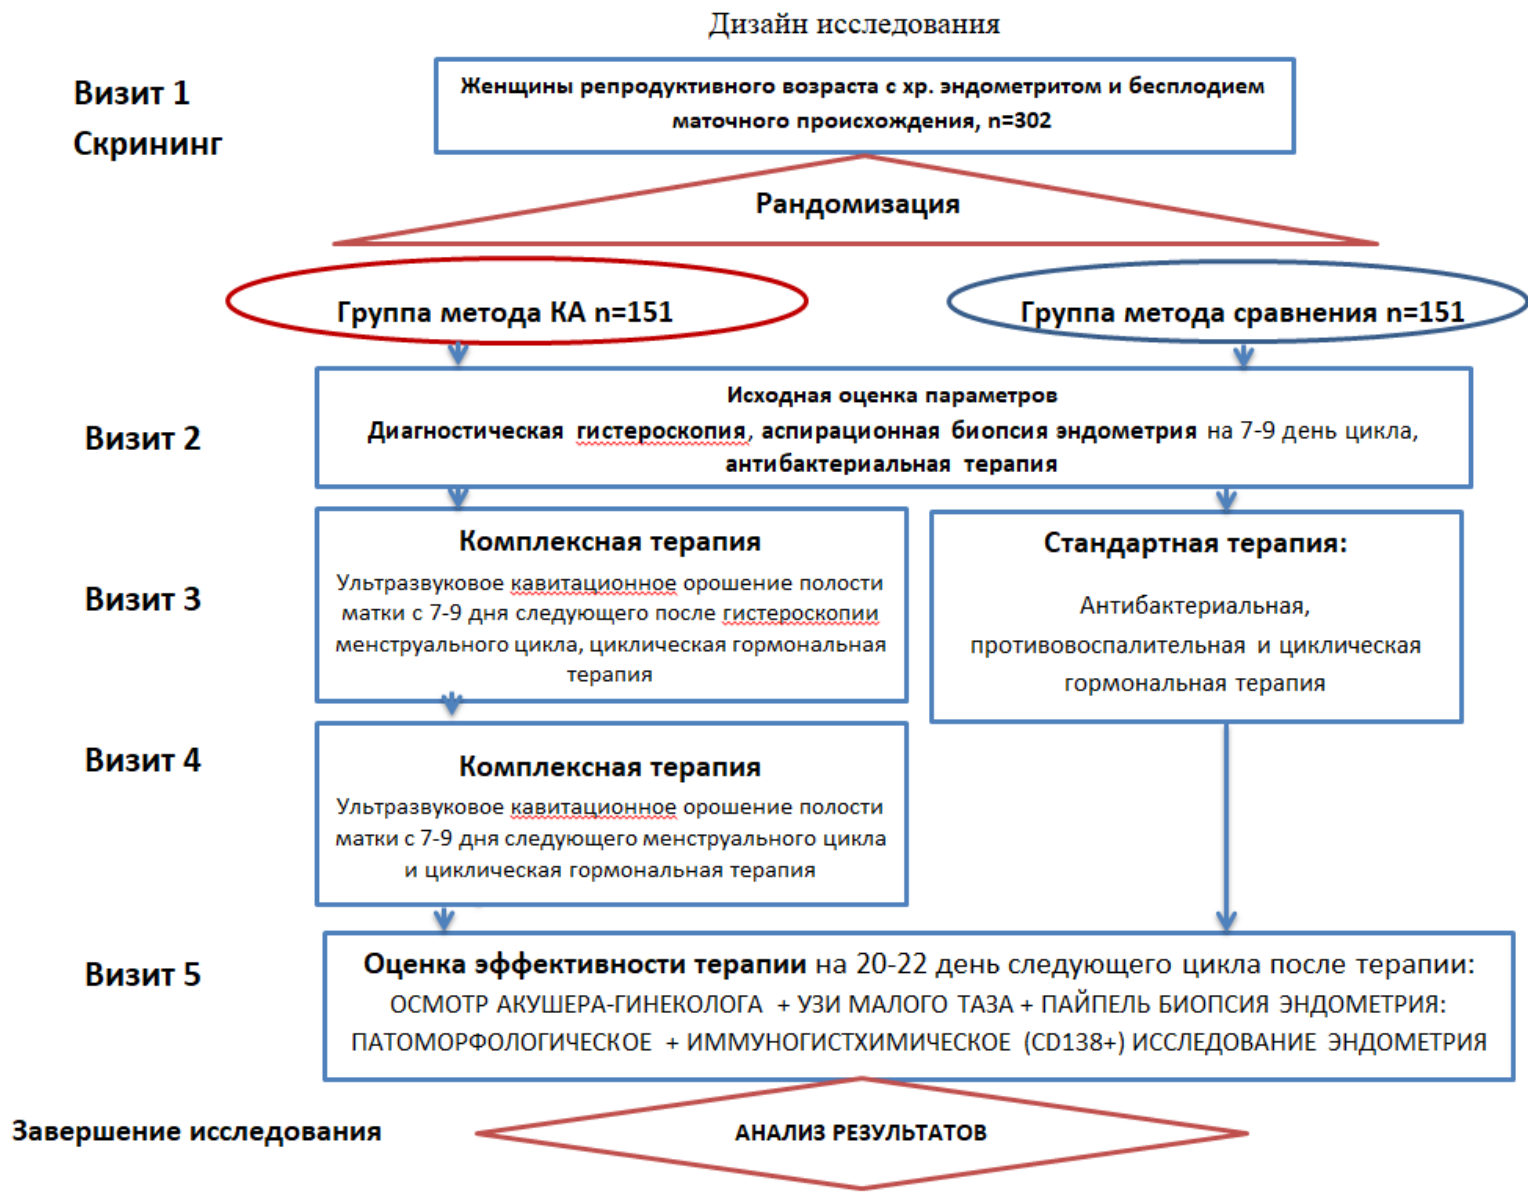 Дизайн исследования
Визит 1
Скрининг
Женщины репродуктивного возраста с хр. эндометритом и бесплодием
маточного происхождения, n=302
Рандомизация
Группа метода КА n=151
Группа метода сравнения n=151
Визит 2
Исходная оценка параметров
Диагностическая гистероскопия, аспирационная биопсия эндометрия на 7-9 день цикла,
антибактериальная терапия
Визит 3
Комплексная терапия
Ультразвуковое кавитационное орошение полости
матки с 7-9 дня следующего после гистероскопии
менструального цикла, циклическая гормональная
терапия
Стандартная терапия:
Антибактериальная,
противовоспалительная и циклическая
гормональная терапия
Визит 4
Комплексная терапия
Ультразвуковое кавитационное орошение полости
матки с 7-9 дня следующего менструального цикла
и циклическая гормональная терапия
Визит 5
Оценка эффективности терапии на 20-22 день следующего цикла после терапии:
ОСМОТР АКУШЕРА-ГИНЕКОЛОГА + УЗИ МАЛОГО ТАЗА + ПАЙПЕЛЬ БИОПСИЯ ЭНДОМЕТРИЯ:
ПАТОМОРФОЛОГИЧЕСКОЕ + ИММУНОГИСТХИМИЧЕСКОЕ (CD138+) ИССЛЕДОВАНИЕ ЭНДОМЕТРИЯ
Завершение исследования
АНАЛИЗ РЕЗУЛЬТАТОВ